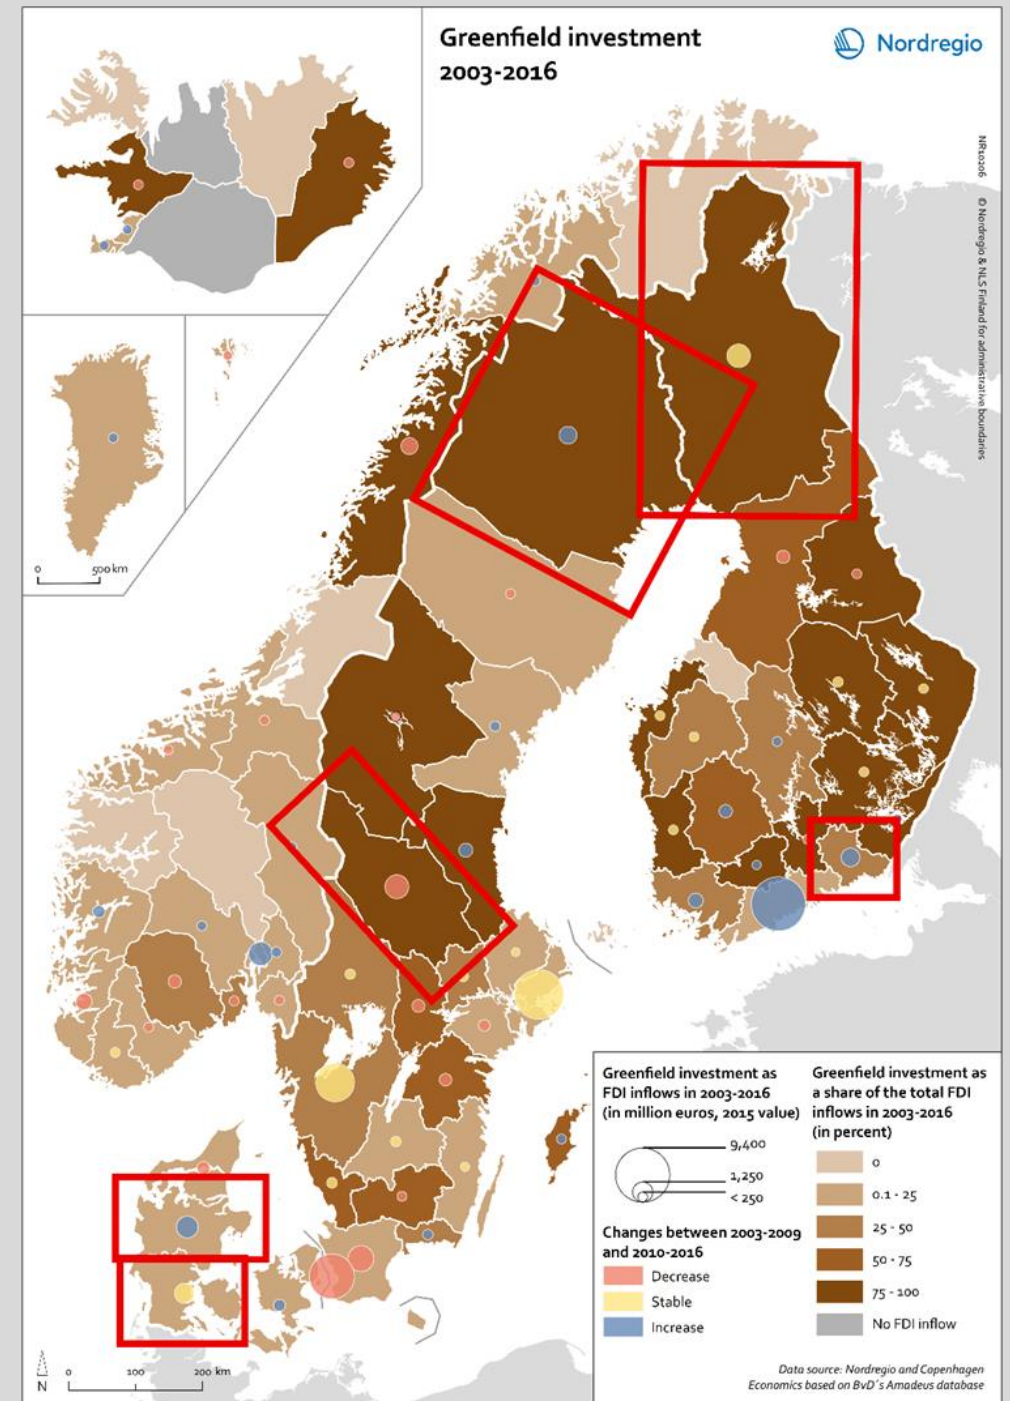 Greenfield investment
2003-2016
Nordregio
NR10206 © Nordregio & NLS Finland for administrative boundaries
0 500 km
Greenfield investment as
FDI inflows in 2003-2016
(in million euros, 2015 value)
9,400
1,250
< 250
Changes between 2003-2009
and 2010-2016
Decrease
Stable
Increase
Greenfield investment as
a share of the total FDI
inflows in 2003-2016
(in percent)
0
0.1 - 25
25 - 50
50 - 75
75 - 100
No FDI inflow
N
0 100 200 km
Data source: Nordregio and Copenhagen
Economics based on BvD´s Amadeus database